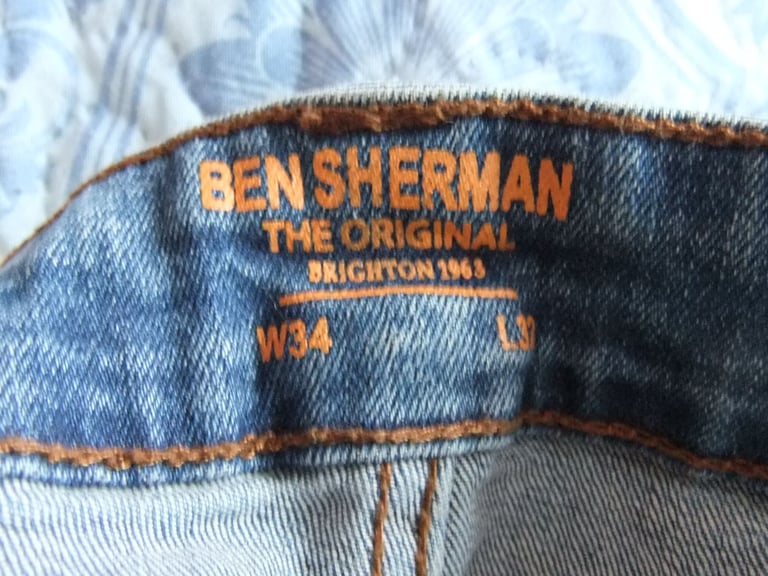 BEN SHERMAN
THE ORIGINAL
BRIGHTON 1963
W34